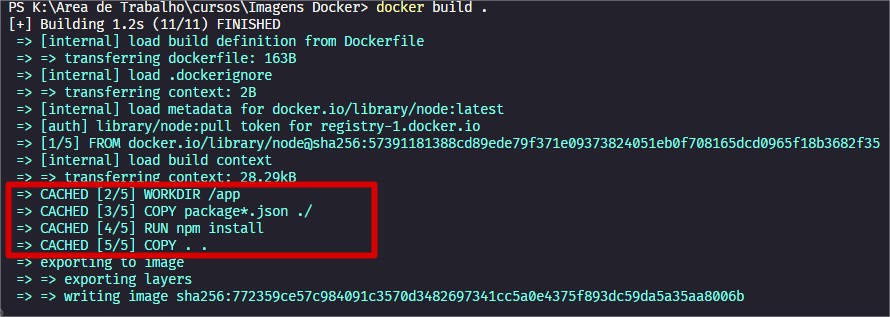 PS K:\Area de Trabalho\cursos\Imagens Docker> docker build .
[+] Building 1.2s (11/11) FINISHED
=> [internal] load build definition from Dockerfile
=> => transferring dockerfile: 163B
=> [internal] load .dockerignore
=> => transferring context: 2B
=> [internal] load metadata for docker.io/library/node:latest
=> [auth] library/node:pull token for registry-1.docker.io
=> [1/5] FROM docker.io/library/node@sha256:57391181388cd89ede79f371e09373824051eb0f708165dcd0965f18b3682f35
=> [internal] load build context
=> => transferring context: 28.29kB
=> CACHED [2/5] WORKDIR /app
=> CACHED [3/5] COPY package*.json ./
=> CACHED [4/5] RUN npm install
=> CACHED [5/5] COPY . .
=> exporting to image
=> => exporting layers
=> => writing image sha256:772359ce57c984091c3570d3482697341cc5a0e4375f893dc59da5a35aa8006b